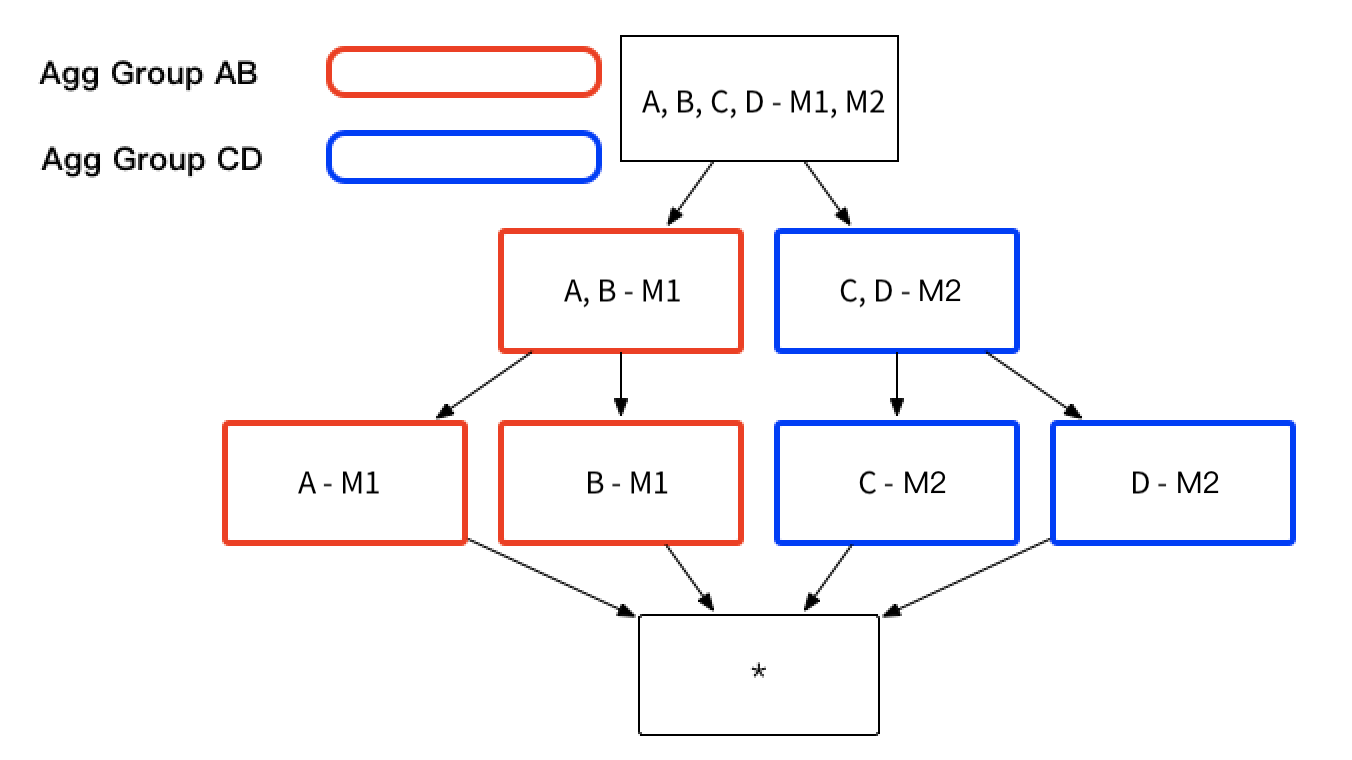 Agg Group AB
Agg Group CD
A, B, C, D - M1, M2
A, B - M1
C, D - M2
A - M1
B - M1
C - M2
D - M2
*